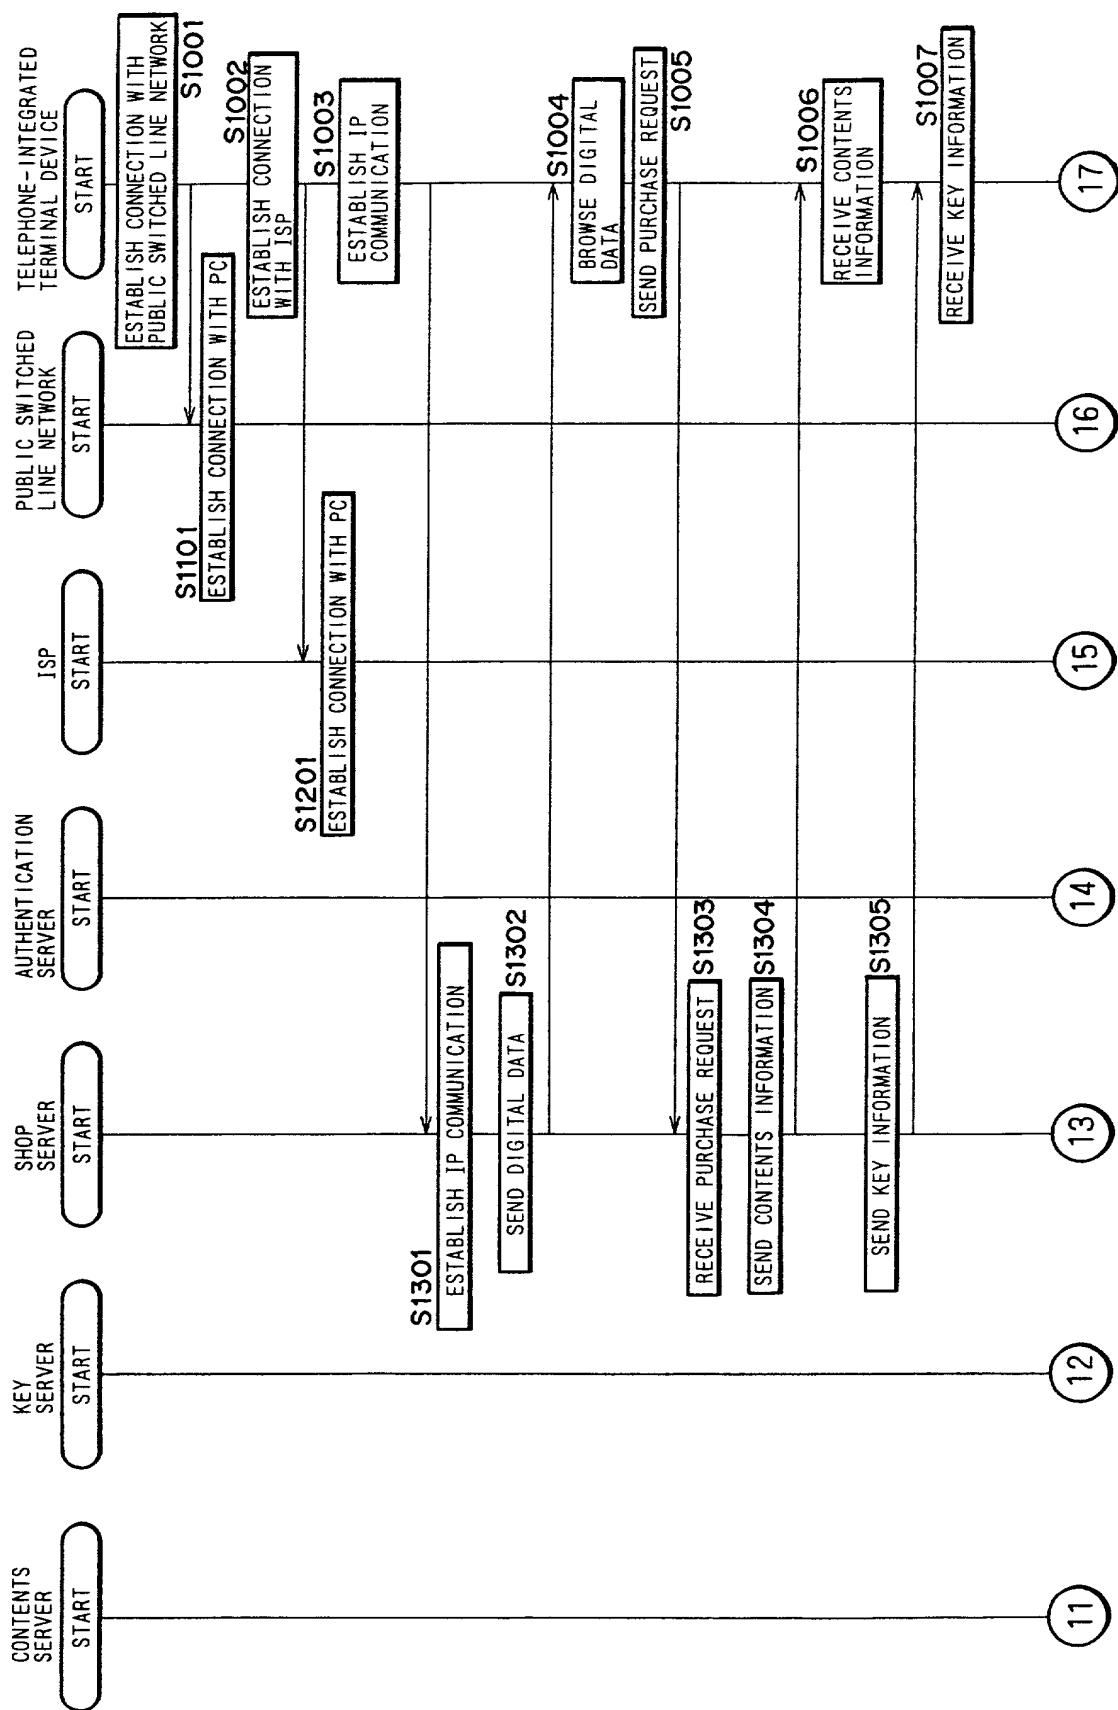 CONTENTS
SERVER
START
KEY
SERVER
START
SHOP
SERVER
START
AUTHENTICATION
SERVER
START
ISP
START
PUBLIC SWITCHED
LINE NETWORK
START
TELEPHONE-INTEGRATED
TERMINAL DEVICE
START
ESTABLISH CONNECTION WITH
PUBLIC SWITCHED LINE NETWORK
S1001
S1101
ESTABLISH CONNECTION WITH PC
S1002
ESTABLISH CONNECTION
WITH ISP
S1201
ESTABLISH CONNECTION WITH PC
S1003
ESTABLISH IP
COMMUNICATION
S1301
ESTABLISH IP COMMUNICATION
SEND DIGITAL DATA
S1302
S1004
BROWSE DIGITAL
DATA
SEND PURCHASE REQUEST
S1005
RECEIVE PURCHASE REQUEST
S1303
SEND CONTENTS INFORMATION
S1304
S1006
RECEIVE CONTENTS
INFORMATION
SEND KEY INFORMATION
S1305
S1007
RECEIVE KEY INFORMATION
11
12
13
14
15
16
17